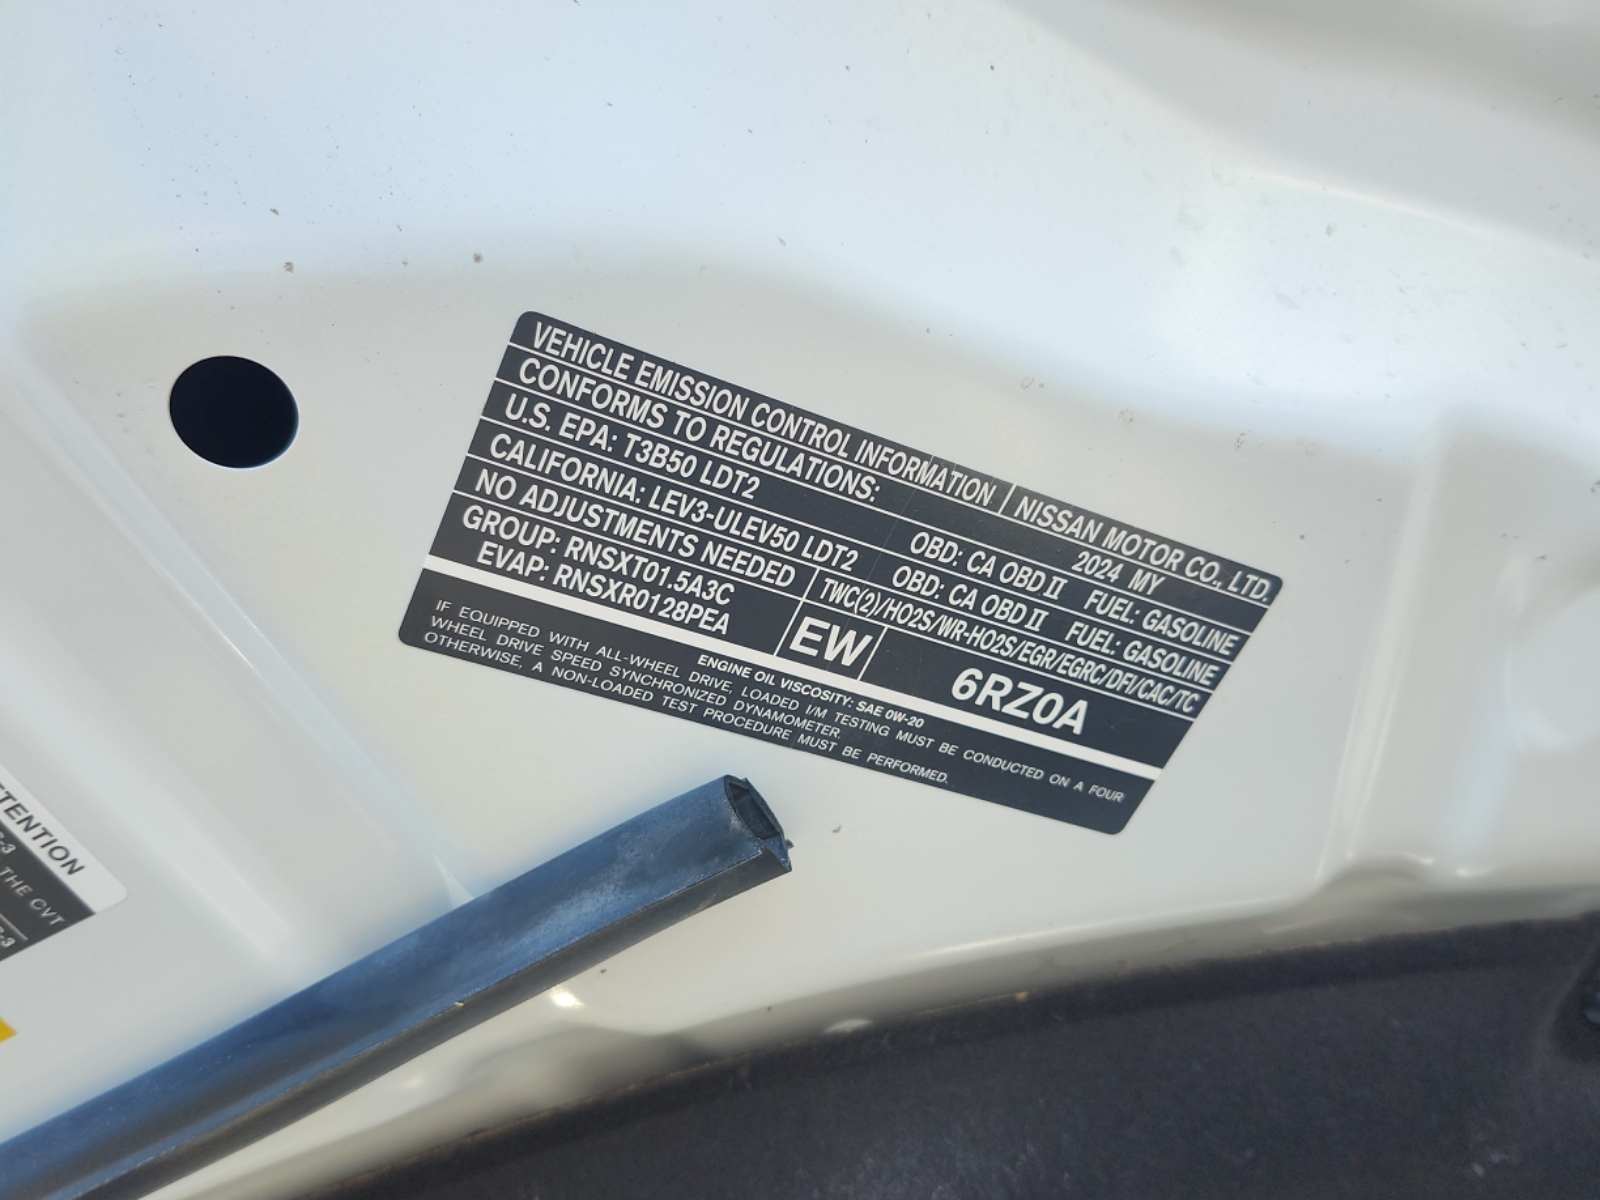 VEHICLE EMISSION CONTROL INFORMATION NISSAN MOTOR CO., LTD.
CONFORMS TO REGULATIONS: 2024 MY
U.S. EPA: T3B50 LDT2 OBD: CA OBD II FUEL: GASOLINE
CALIFORNIA: LEV3-ULEV50 LDT2 OBD: CA OBD II FUEL: GASOLINE
NO ADJUSTMENTS NEEDED TWC(2)/HO2S/WR-HO2S/EGR/EGRC/DFI/CAC/TC
GROUP: RNSXT01.5A3C
EVAP: RNSXR0128PEA
EW
6RZ0A
ENGINE OIL VISCOSITY: SAE 0W-20
IF EQUIPPED WITH ALL-WHEEL DRIVE, LOADED I/M TESTING MUST BE CONDUCTED ON A FOUR
WHEEL DRIVE SPEED SYNCHRONIZED DYNAMOMETER.
OTHERWISE, A NON-LOADED TEST PROCEDURE MUST BE PERFORMED.
THE CVT